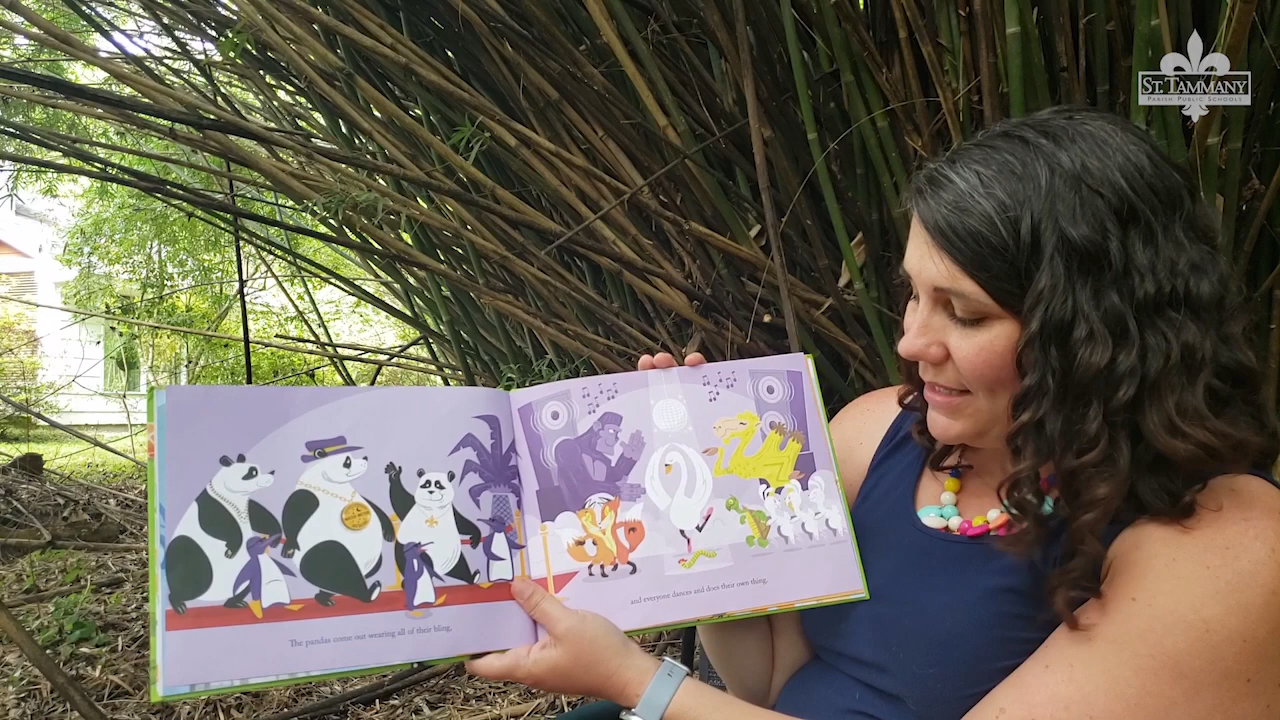 St. Tammany
Parish Public Schools
The pandas come out wearing all of their bling,
and everyone dances and does their own thing.